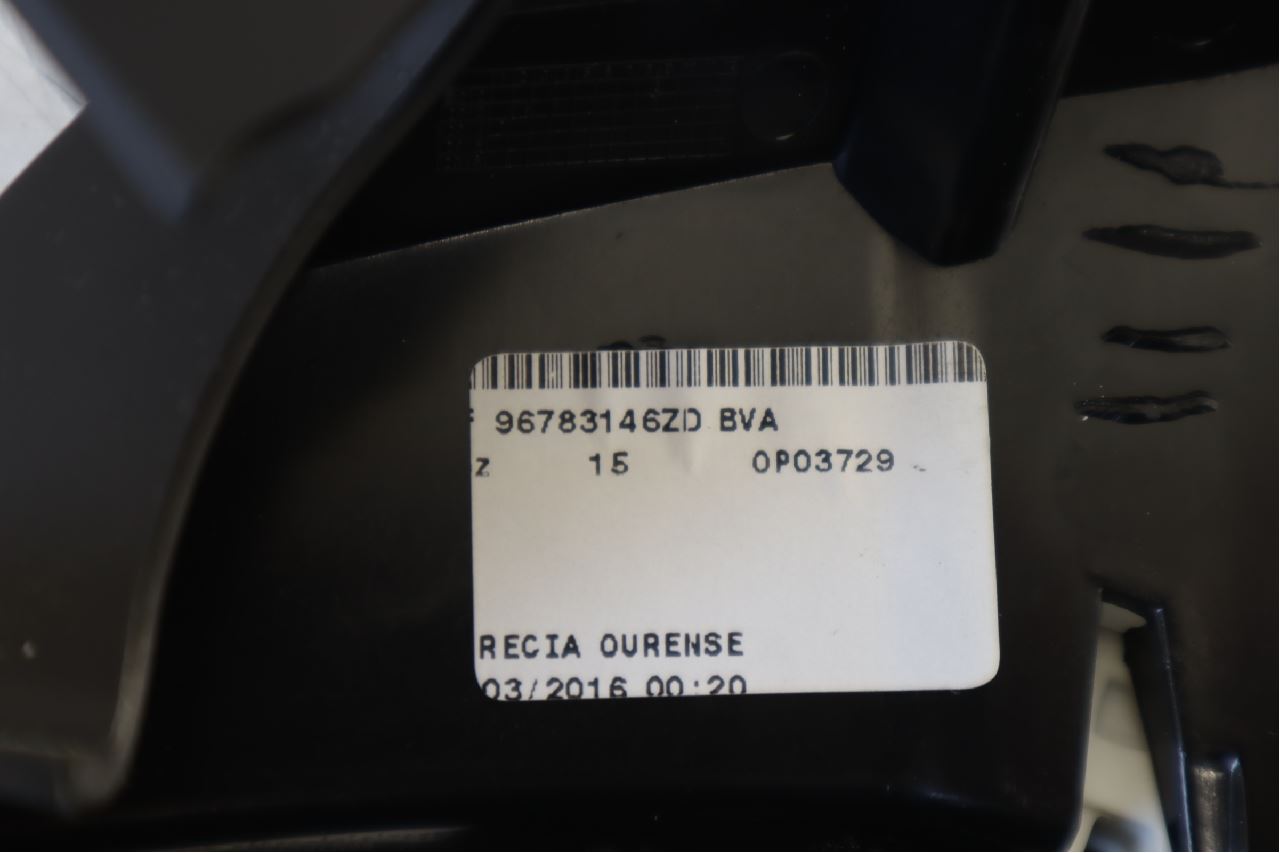 96783146ZD BVA
Z 15 0P03729
RECIA OURENSE
03/2016 00:20